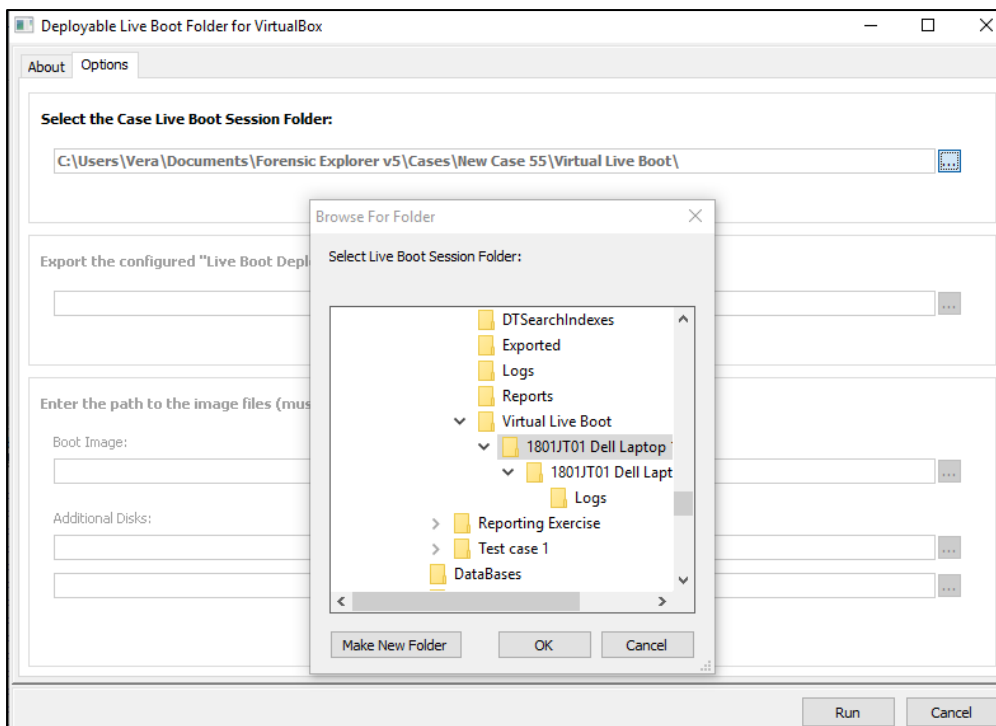 Deployable Live Boot Folder for VirtualBox
About Options
Select the Case Live Boot Session Folder:
C:\Users\Vera\Documents\Forensic Explorer v5\Cases\New Case 55\Virtual Live Boot\
...
Browse For Folder
Select Live Boot Session Folder:
Export the configured "Live Boot Depl
...
DTSearchIndexes
Exported
Logs
Reports
Enter the path to the image files (mus
Virtual Live Boot
Boot Image:
1801JT01 Dell Laptop
1801JT01 Dell Lapt
...
Logs
Additional Disks:
Reporting Exercise
Test case 1
...
DataBases
...
Make New Folder OK Cancel
Run Cancel